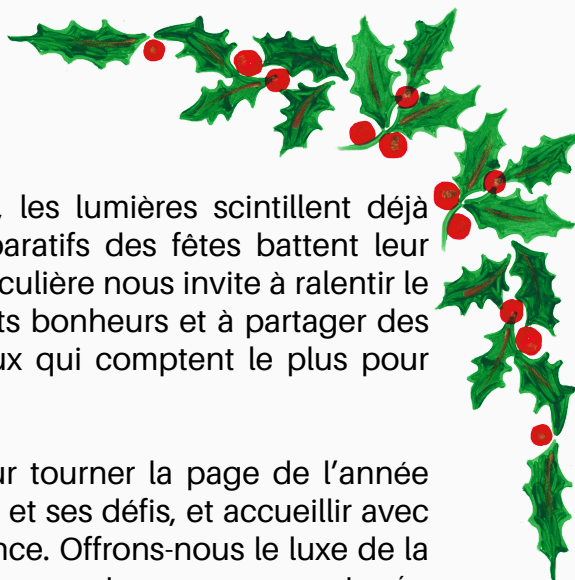 , les lumières scintillent déjà
paratifs des fêtes battent leur
culière nous invite à ralentir le
ts bonheurs et à partager des
ux qui comptent le plus pour
ur tourner la page de l’année
et ses défis, et accueillir avec
nce. Offrons-nous le luxe de la